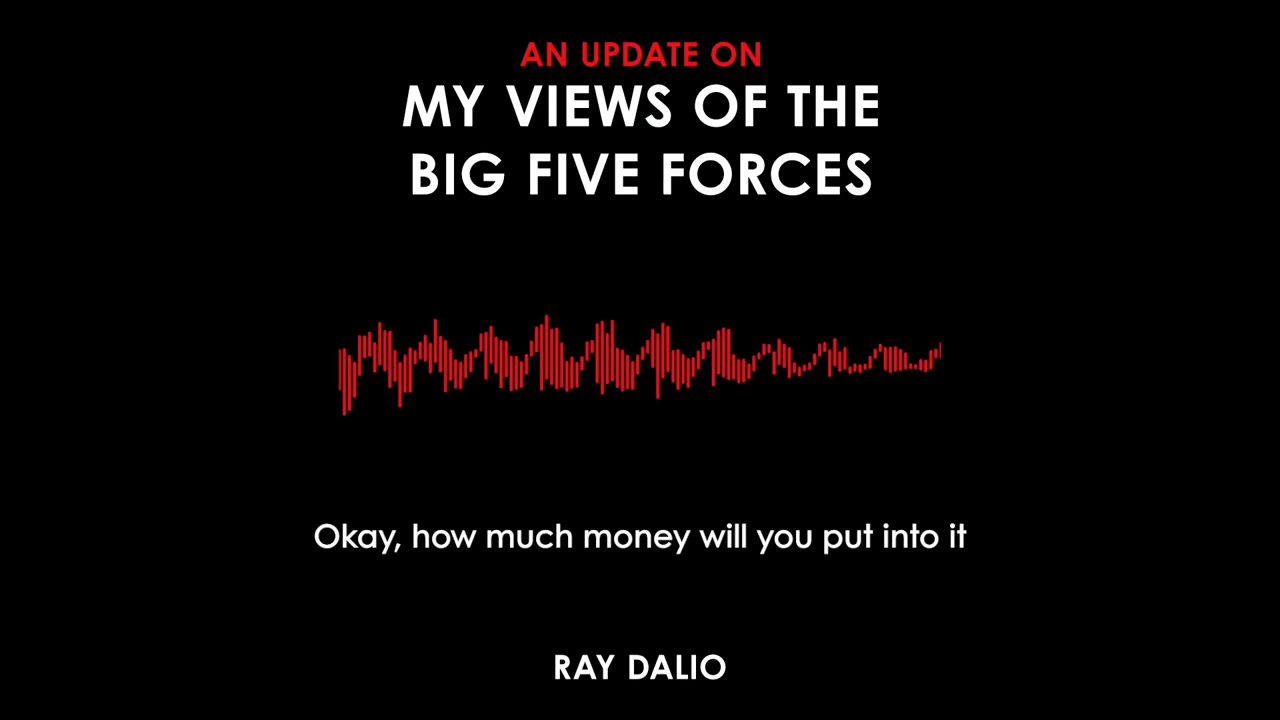 AN UPDATE ON
MY VIEWS OF THE
BIG FIVE FORCES
Okay, how much money will you put into it
RAY DALIO